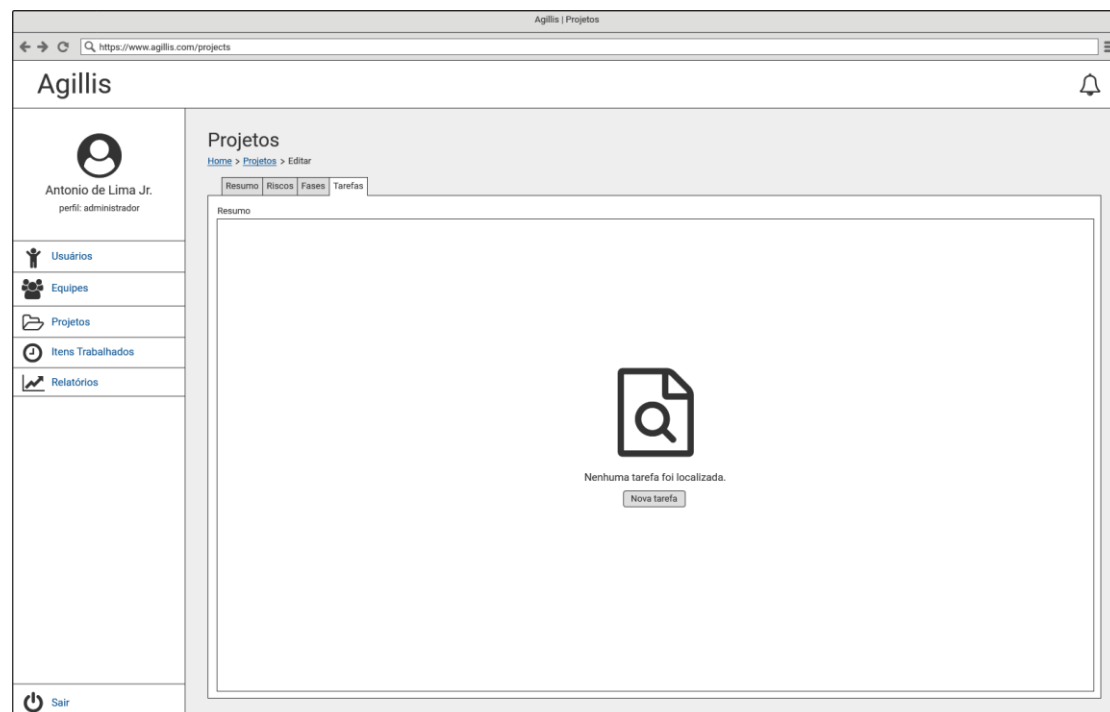 Agillis | Projetos
https://www.agillis.com/projects
Agillis
Antonio de Lima Jr.
perfil: administrador
Usuários
Equipes
Projetos
Itens Trabalhados
Relatórios
Sair
Projetos
Home > Projetos > Editar
Resumo Riscos Fases Tarefas
Resumo
Nenhuma tarefa foi localizada.
Nova tarefa